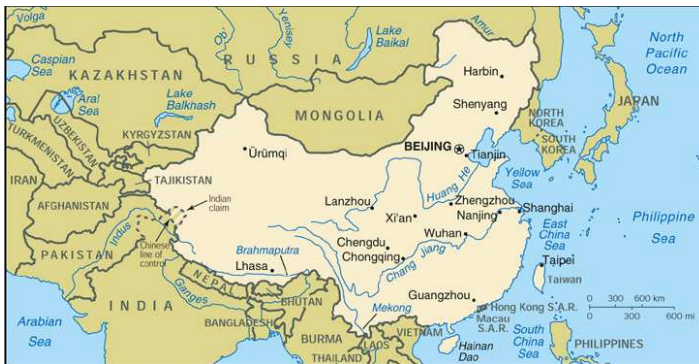 Volga
Ob'
Yenisey
Lake
Baikal
Amur
North
Pacific
Ocean
R U S S I A
Caspian
Sea
KAZAKHSTAN
Aral
Sea
Lake
Balkhash
Harbin
MONGOLIA
Shenyang
UZBEKISTAN
KYRGYZSTAN
TURKMENISTAN
Ürümqi
BEIJING
Tianjin
NORTH
KOREA
SOUTH
KOREA
JAPAN
TAJIKISTAN
IRAN
AFGHANISTAN
Indian
claim
Lanzhou
Huang He
Zhengzhou
Yellow
Sea
Xi'an
Nanjing
Shanghai
Indus
Chinese
line of
control
PAKISTAN
Wuhan
Chengdu
Chongqing
Chang Jiang
East
China
Sea
Philippine
Sea
Brahmaputra
Lhasa
NEPAL
Taipei
Taiwan
INDIA
Ganges
BHUTAN
BANGLADESH
Mekong
Guangzhou
Hong Kong S.A.R.
Macau
S.A.R.
0 300 600 km
0 300 600 mi
Arabian
Sea
BURMA
LAOS
VIETNAM
THAILAND
Hainan
Dao
South
China
Sea
PHILIPPINES